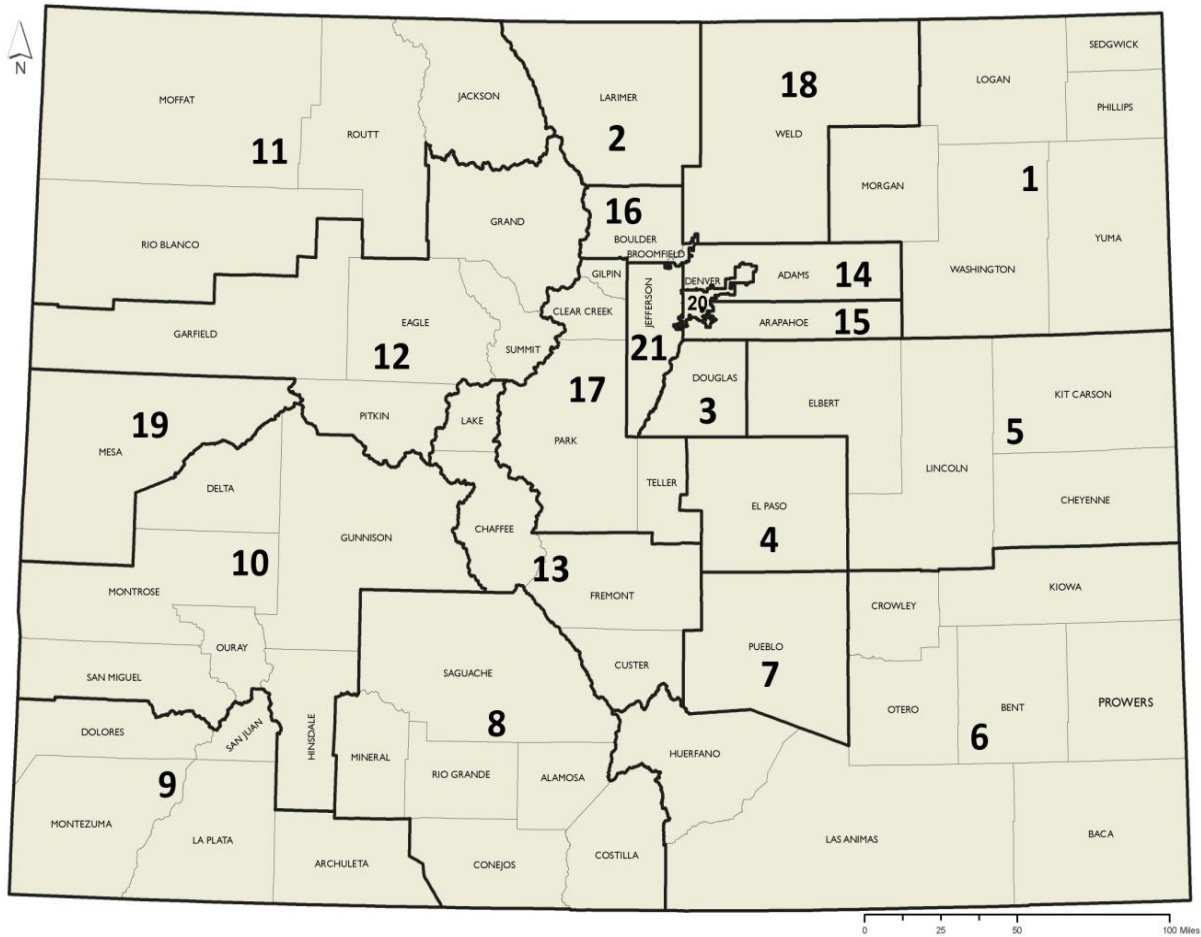 N
SEDGWICK
LOGAN
PHILLIPS
MOFFAT
JACKSON
LARIMER
18
2
WELD
ROUTT
11
MORGAN
1
YUMA
WASHINGTON
RIO BLANCO
GRAND
16
BOULDER
BROOMFIELD
GILPIN
DENVER
ADAMS
14
JEFFERSON
20
ARAPAHOE
15
CLEAR CREEK
GARFIELD
EAGLE
12
SUMMIT
21
17
DOUGLAS
3
ELBERT
KIT CARSON
5
PITKIN
LAKE
PARK
LINCOLN
CHEYENNE
19
MESA
DELTA
TELLER
EL PASO
4
GUNNISON
CHAFFEE
10
13
MONTROSE
FREMONT
CROWLEY
KIOWA
OURAY
SAGUACHE
CUSTER
PUEBLO
7
SAN MIGUEL
OTERO
BENT
PROWERS
6
DOLORES
SAN JUAN
HINSDALE
8
MINERAL
HUERFANO
RIO GRANDE
ALAMOSA
9
MONTEZUMA
LA PLATA
ARCHULETA
CONEJOS
COSTILLA
LAS ANIMAS
BACA
0 25 50 100 Miles